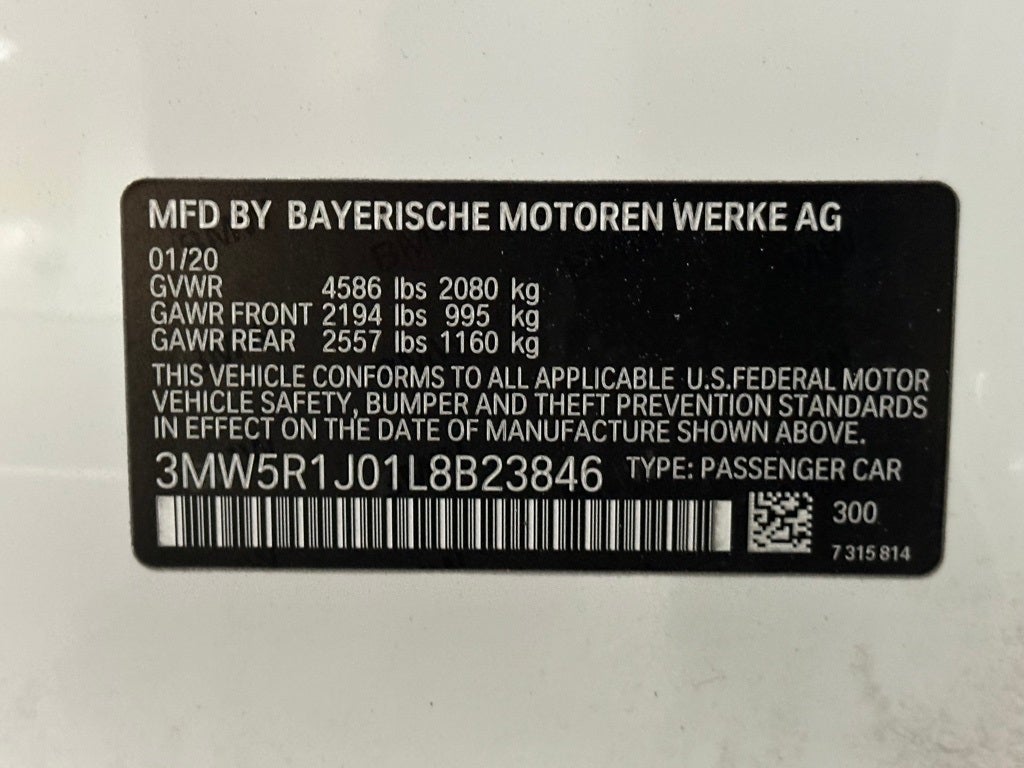 MFD BY BAYERISCHE MOTOREN WERKE AG
01/20
GVWR 4586 lbs 2080 kg
GAWR FRONT 2194 lbs 995 kg
GAWR REAR 2557 lbs 1160 kg
THIS VEHICLE CONFORMS TO ALL APPLICABLE U.S.FEDERAL MOTOR
VEHICLE SAFETY, BUMPER AND THEFT PREVENTION STANDARDS
IN EFFECT ON THE DATE OF MANUFACTURE SHOWN ABOVE.
3MW5R1J01L8B23846 TYPE: PASSENGER CAR
300
7 315 814